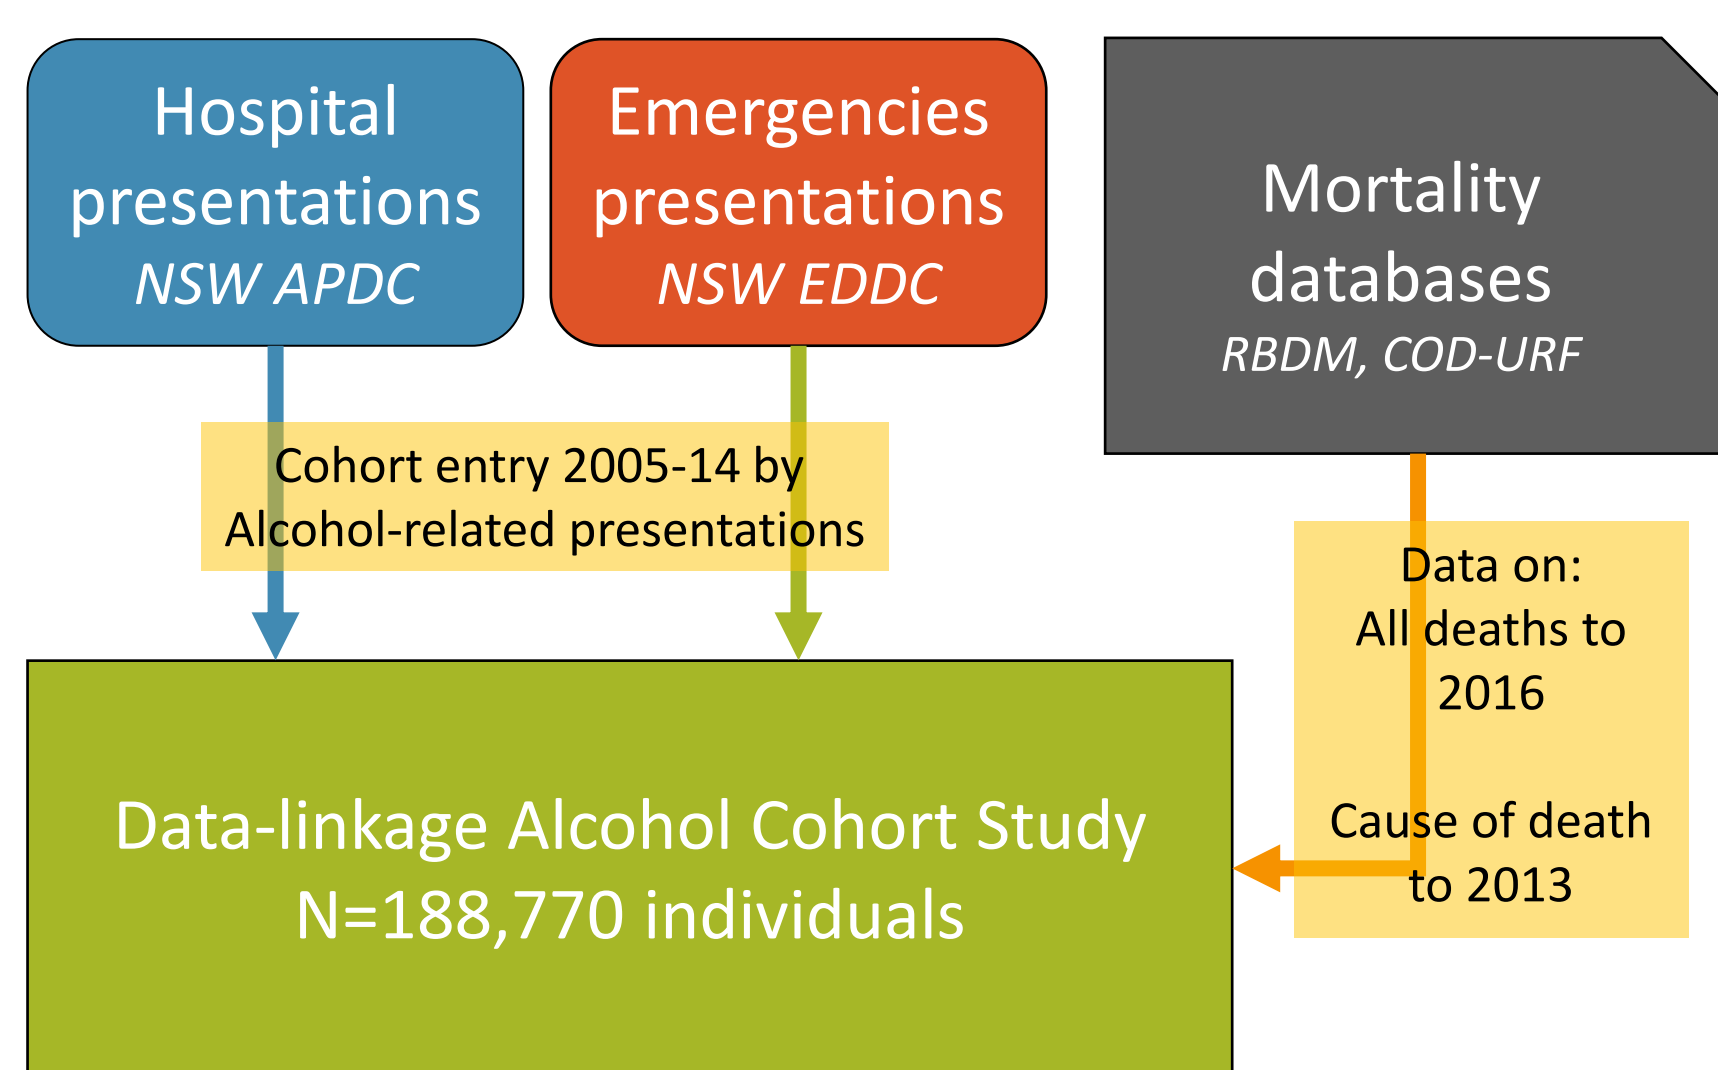 Hospital
presentations
NSW APDC
Emergencies
presentations
NSW EDDC
Mortality
databases
RBDM, COD-URF
Cohort entry 2005-14 by
Alcohol-related presentations
Data on:
All deaths to
2016
Cause of death
to 2013
Data-linkage Alcohol Cohort Study
N=188,770 individuals